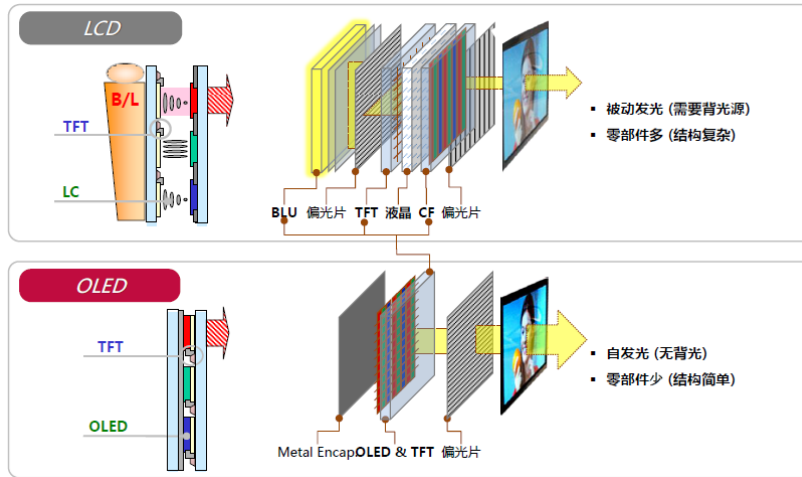 LCD
B/L
TFT
LC
BLU 偏光片 TFT 液晶 CF 偏光片
▪ 被动发光 (需要背光源)
▪ 零部件多 (结构复杂)
OLED
TFT
OLED
Metal Encap OLED & TFT 偏光片
▪ 自发光 (无背光)
▪ 零部件少 (结构简单)